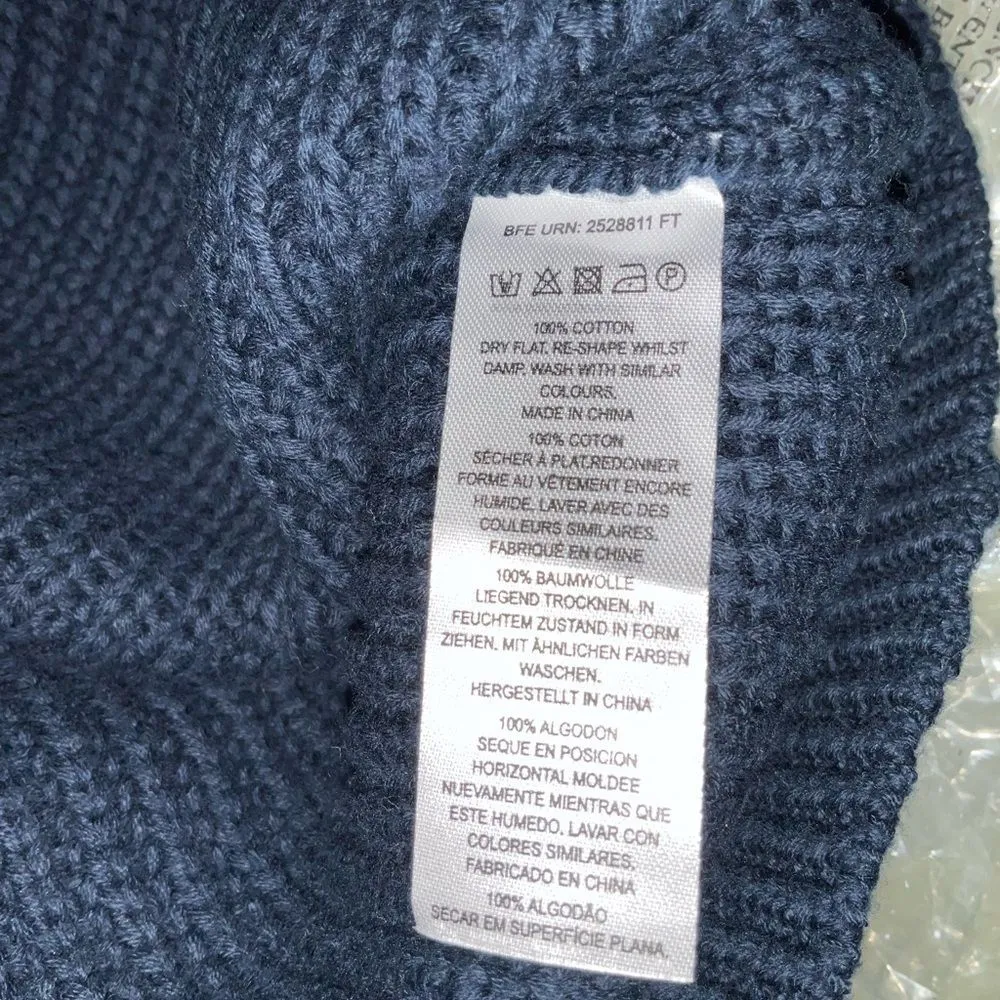 BFE URN: 2528811 FT
100% COTTON
DRY FLAT. RE-SHAPE WHILST
DAMP. WASH WITH SIMILAR
COLOURS.
MADE IN CHINA
100% COTON
SÉCHER À PLAT.REDONNER
FORME AU VÊTEMENT ENCORE
HUMIDE. LAVER AVEC DES
COULEURS SIMILAIRES.
FABRIQUÉ EN CHINE
100% BAUMWOLLE
LIEGEND TROCKNEN. IN
FEUCHTEM ZUSTAND IN FORM
ZIEHEN. MIT ÄHNLICHEN FARBEN
WASCHEN.
HERGESTELLT IN CHINA
100% ALGODON
SEQUE EN POSICION
HORIZONTAL MOLDEE
NUEVAMENTE MIENTRAS QUE
ESTE HUMEDO. LAVAR CON
COLORES SIMILARES.
FABRICADO EN CHINA
100% ALGODÃO
SECAR EM SUPERFÍCIE PLANA.